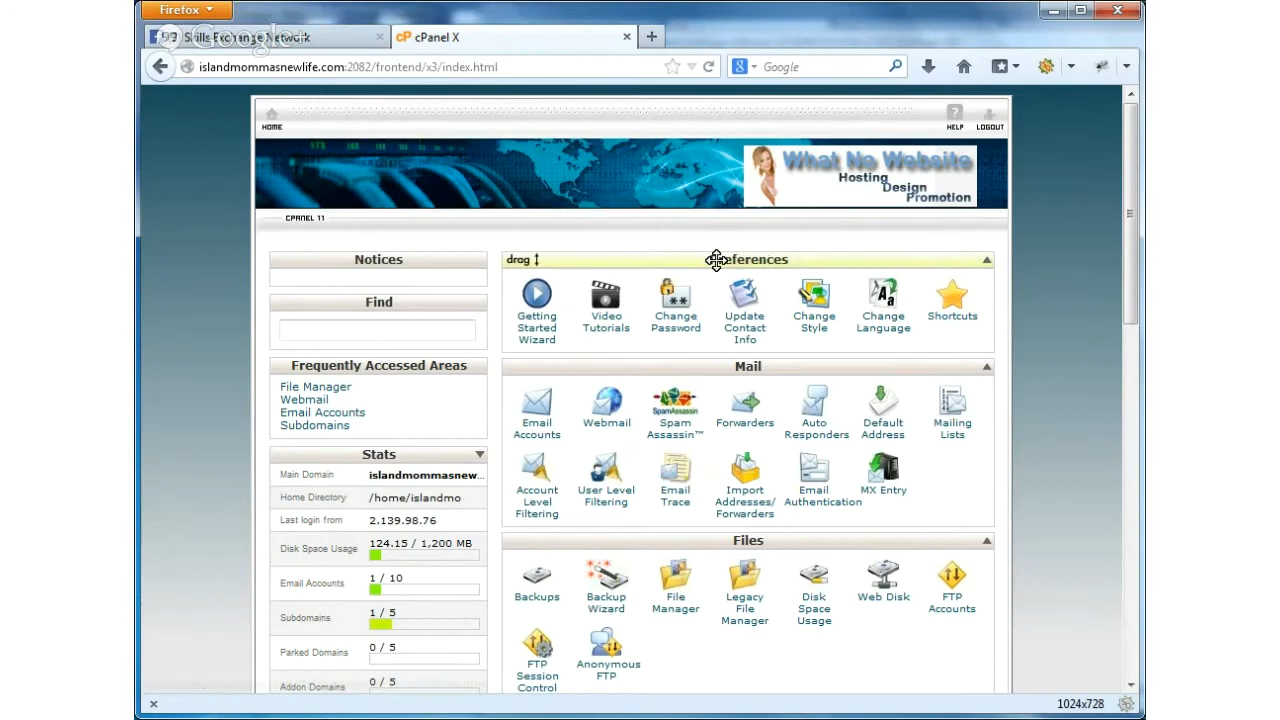 Firefox
Skills Exchange Network
cPanel X
islandmommasnewlife.com:2082/frontend/x3/index.html
Google
HOME
HELP
LOGOUT
What No Website
Hosting
Design
Promotion
CPANEL 11
Notices
Find
Frequently Accessed Areas
File Manager
Webmail
Email Accounts
Subdomains
Stats
Main Domain islandmommasnew...
Home Directory /home/islandmo
Last login from 2.139.98.76
Disk Space Usage 124.15 / 1,200 MB
Email Accounts 1 / 10
Subdomains 1 / 5
Parked Domains 0 / 5
Addon Domains 0 / 5
drag
eferences
Getting Started Wizard
Video Tutorials
Change Password
Update Contact Info
Change Style
Change Language
Shortcuts
Mail
Email Accounts
Webmail
SpamAssassin
Spam Assassin™
Forwarders
Auto Responders
Default Address
Mailing Lists
Account Level Filtering
User Level Filtering
Email Trace
Import Addresses/ Forwarders
Email Authentication
MX Entry
Files
Backups
Backup Wizard
File Manager
Legacy File Manager
Disk Space Usage
Web Disk
FTP Accounts
FTP Session Control
Anonymous FTP
1024x728